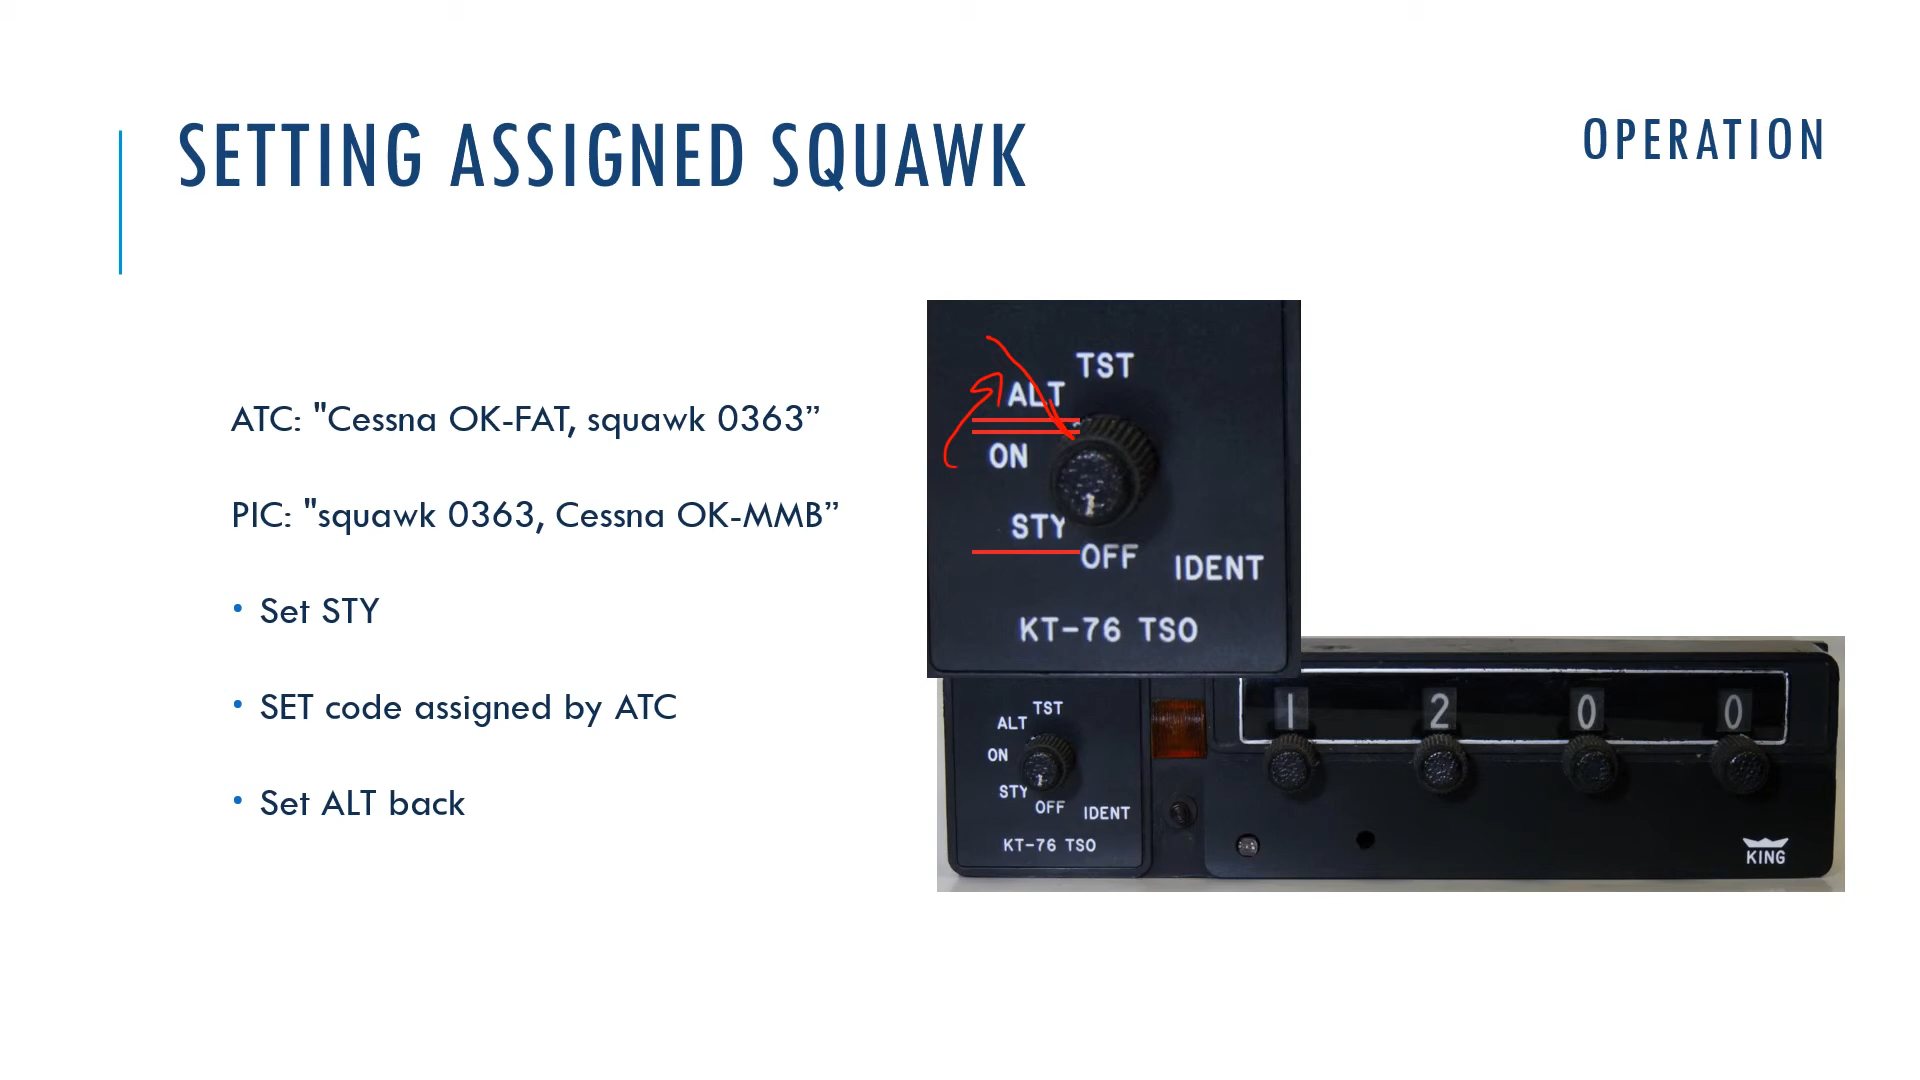 SETTING ASSIGNED SQUAWK
OPERATION
ATC: "Cessna OK-FAT, squawk 0363”
PIC: "squawk 0363, Cessna OK-MMB”
• Set STY
• SET code assigned by ATC
• Set ALT back
TST
ALT
ON
STY
OFF
IDENT
KT-76 TSO
TST
ALT
ON
STY
OFF
IDENT
KT-76 TSO
1 2 0 0
KING